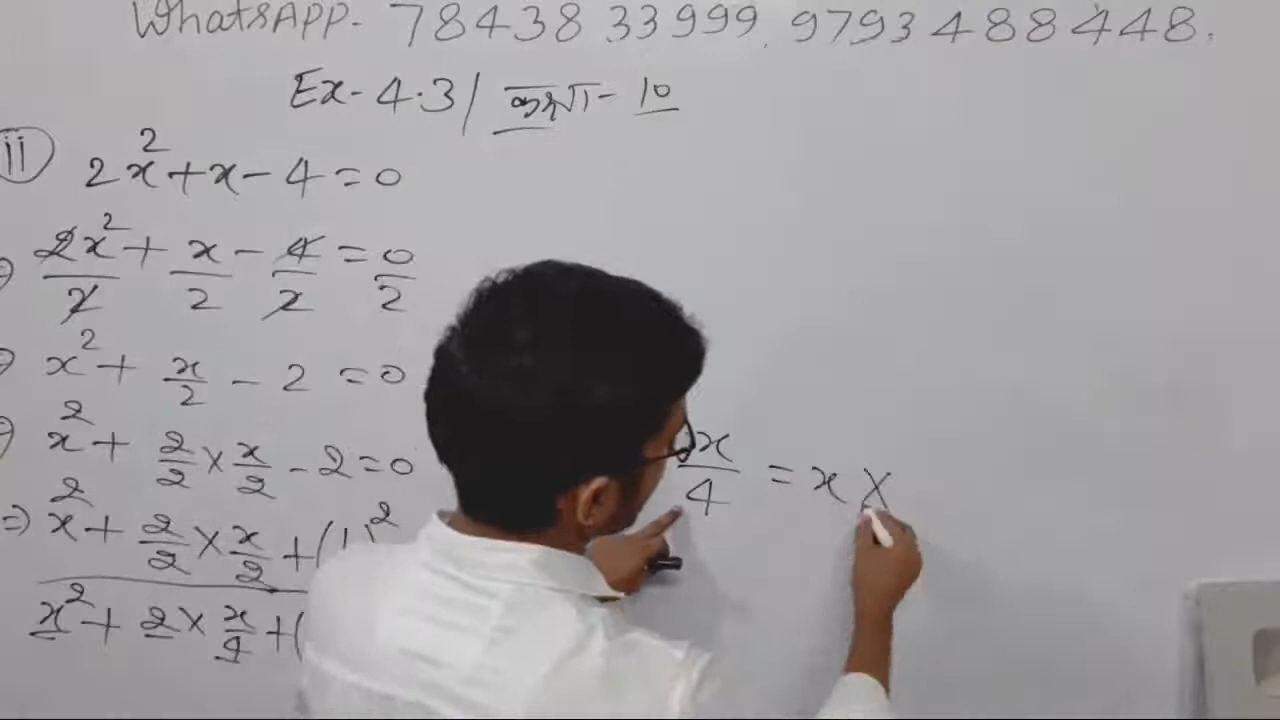 WhatsAPP- 78438 33999, 9793488448.
Ex-4.3/ कक्षा- 10
ii 2x²+x-4=0
2x²/2 + x/2 - 4/2 = 0/2
x²+ x/2 - 2 =0
x²+ 2/2 × x/2 -2=0
x/4 = x ×
=) x²+ 2/2 × x/2 +(1)²
x²+ 2× x/4 +(